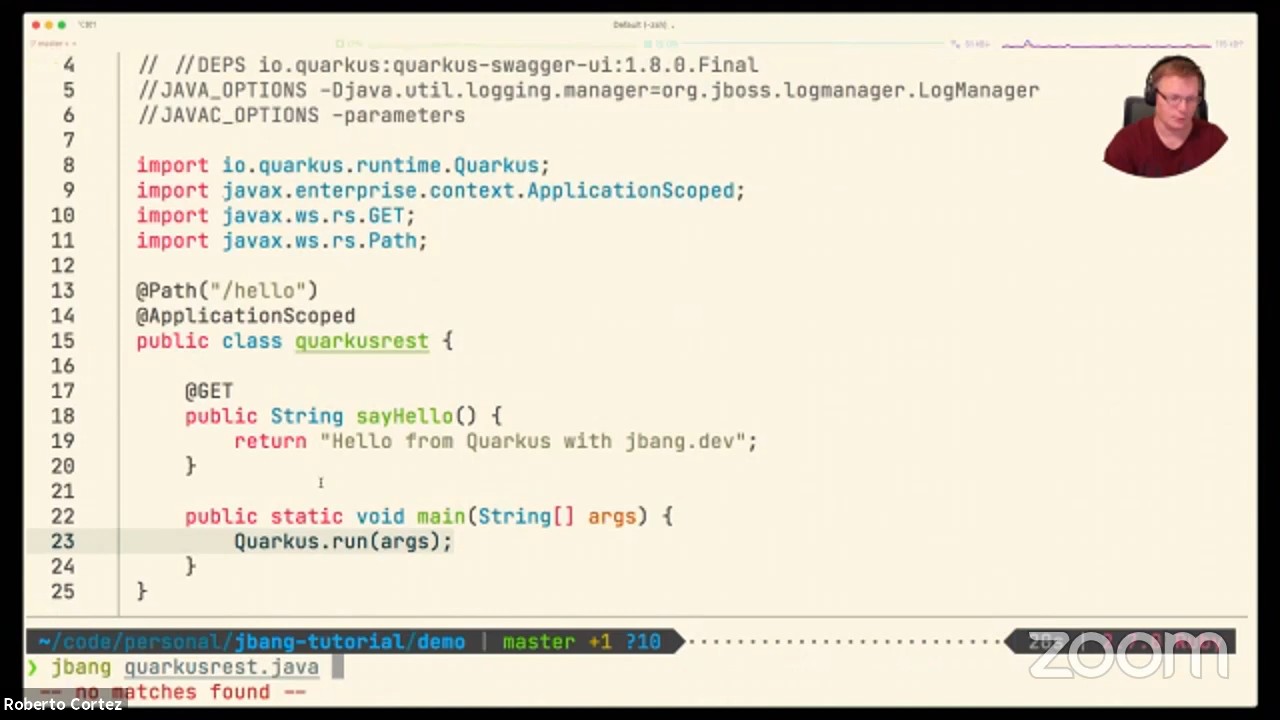 Default (-zsh)
master
4 // //DEPS io.quarkus:quarkus-swagger-ui:1.8.0.Final
5 //JAVA_OPTIONS -Djava.util.logging.manager=org.jboss.logmanager.LogManager
6 //JAVAC_OPTIONS -parameters
7
8 import io.quarkus.runtime.Quarkus;
9 import javax.enterprise.context.ApplicationScoped;
10 import javax.ws.rs.GET;
11 import javax.ws.rs.Path;
12
13 @Path("/hello")
14 @ApplicationScoped
15 public class quarkusrest {
16
17 @GET
18 public String sayHello() {
19 return "Hello from Quarkus with jbang.dev";
20 }
21
22 public static void main(String[] args) {
23 Quarkus.run(args);
24 }
25 }
~/code/personal/jbang-tutorial/demo | master +1 ?10
zoom
❯ jbang quarkusrest.java
-- no matches found --
Roberto Cortez